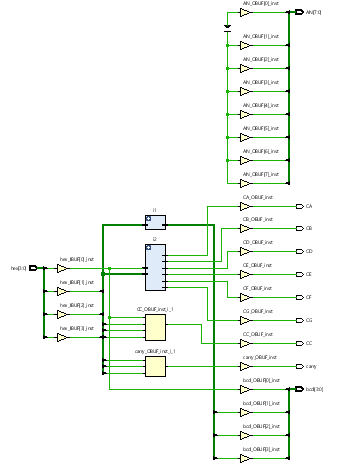 AN_OBUF[0]_inst
AN[7:0]
AN_OBUF[1]_inst
AN_OBUF[2]_inst
AN_OBUF[3]_inst
AN_OBUF[4]_inst
AN_OBUF[5]_inst
AN_OBUF[6]_inst
AN_OBUF[7]_inst
CA_OBUF_inst
CA
i1
CB_OBUF_inst
CB
i2
CD_OBUF_inst
CD
hex_IBUF[0]_inst
hex[3:0]
CE_OBUF_inst
CE
hex_IBUF[1]_inst
CF_OBUF_inst
CF
hex_IBUF[2]_inst
CC_OBUF_inst_i_1
CG_OBUF_inst
CG
hex_IBUF[3]_inst
CC_OBUF_inst
CC
carry_OBUF_inst_i_1
carry_OBUF_inst
carry
bcd_OBUF[0]_inst
bcd[3:0]
bcd_OBUF[1]_inst
bcd_OBUF[2]_inst
bcd_OBUF[3]_inst